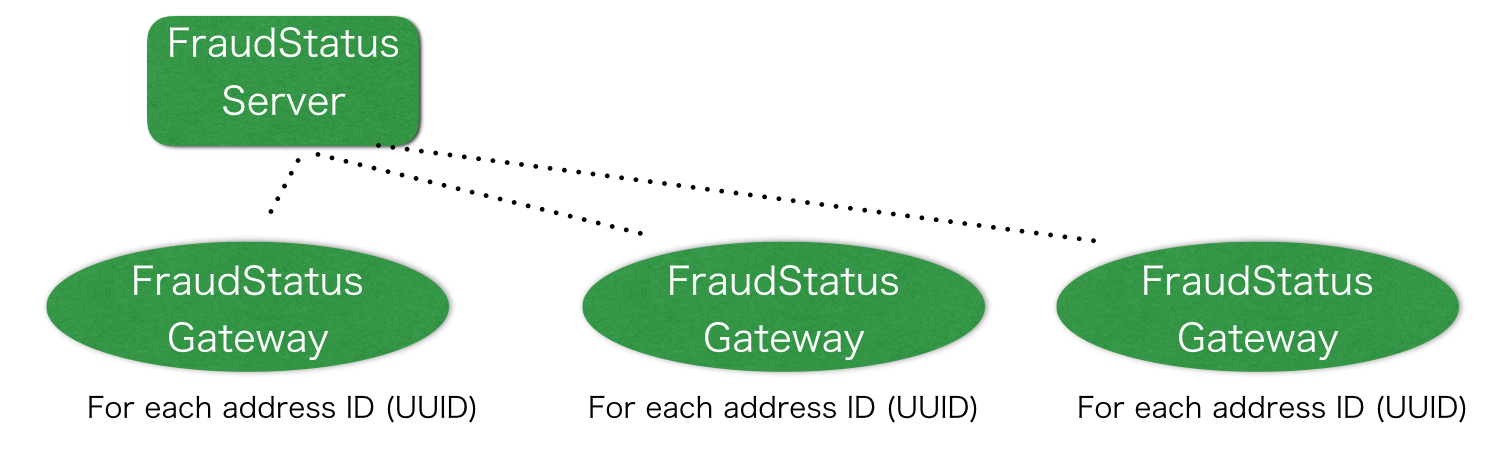 FraudStatus
Server
FraudStatus
Gateway
For each address ID (UUID)
FraudStatus
Gateway
For each address ID (UUID)
FraudStatus
Gateway
For each address ID (UUID)